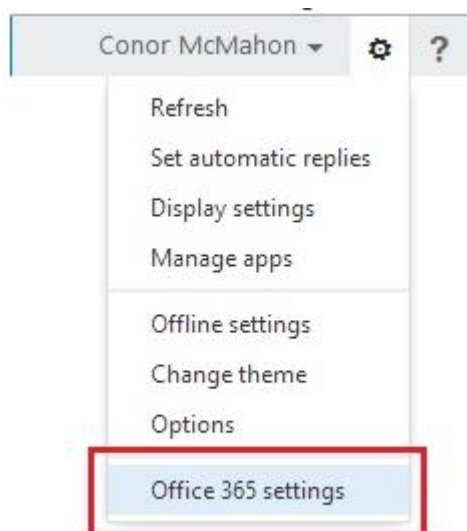 Conor McMahon ?
Refresh
Set automatic replies
Display settings
Manage apps
Offline settings
Change theme
Options
Office 365 settings